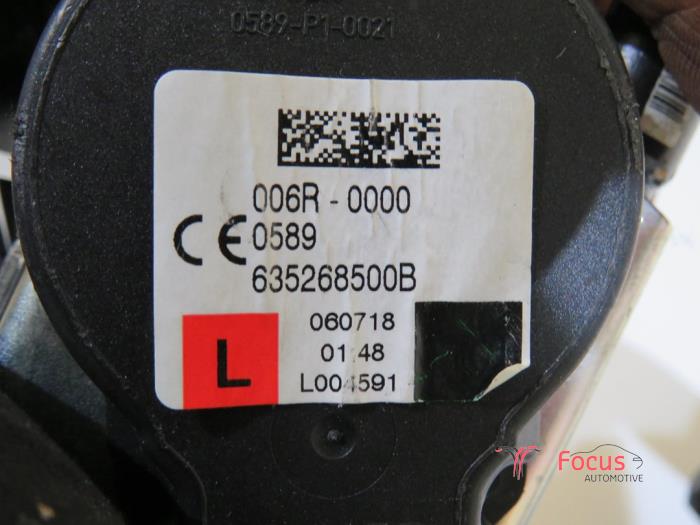 0589-P1-0021
006R - 0000
CE 0589
635268500B
L
060718
01 48
L004591
Focus
AUTOMOTIVE